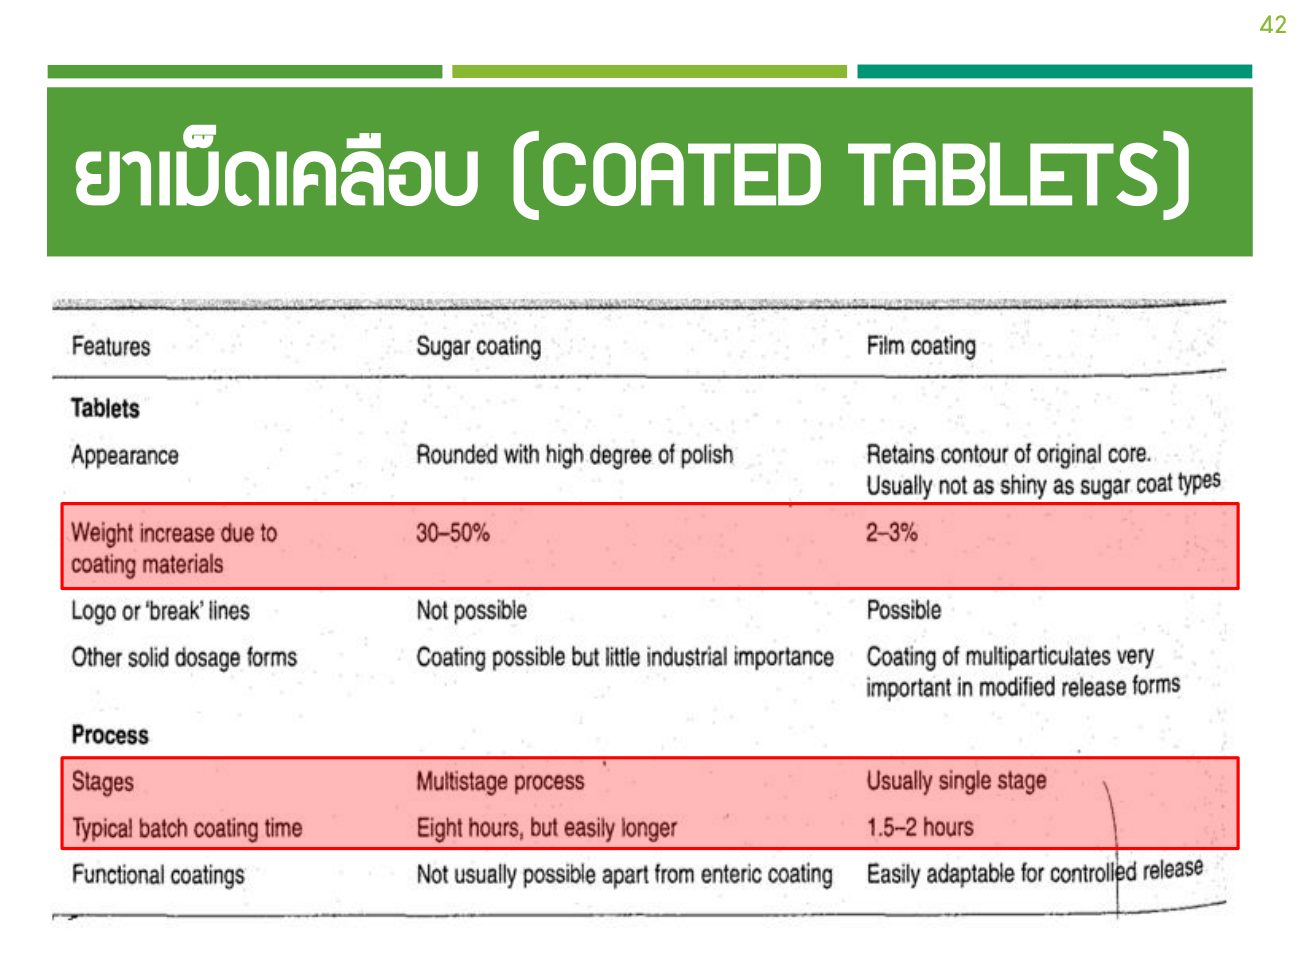 42
ยาเม็ดเคลือบ (COATED TABLETS)
Features Sugar coating Film coating
Tablets
Appearance Rounded with high degree of polish Retains contour of original core.
Usually not as shiny as sugar coat types
Weight increase due to 30–50% 2–3%
coating materials
Logo or ‘break’ lines Not possible Possible
Other solid dosage forms Coating possible but little industrial importance Coating of multiparticulates very
important in modified release forms
Process
Stages Multistage process Usually single stage
Typical batch coating time Eight hours, but easily longer 1.5–2 hours
Functional coatings Not usually possible apart from enteric coating Easily adaptable for controlled release